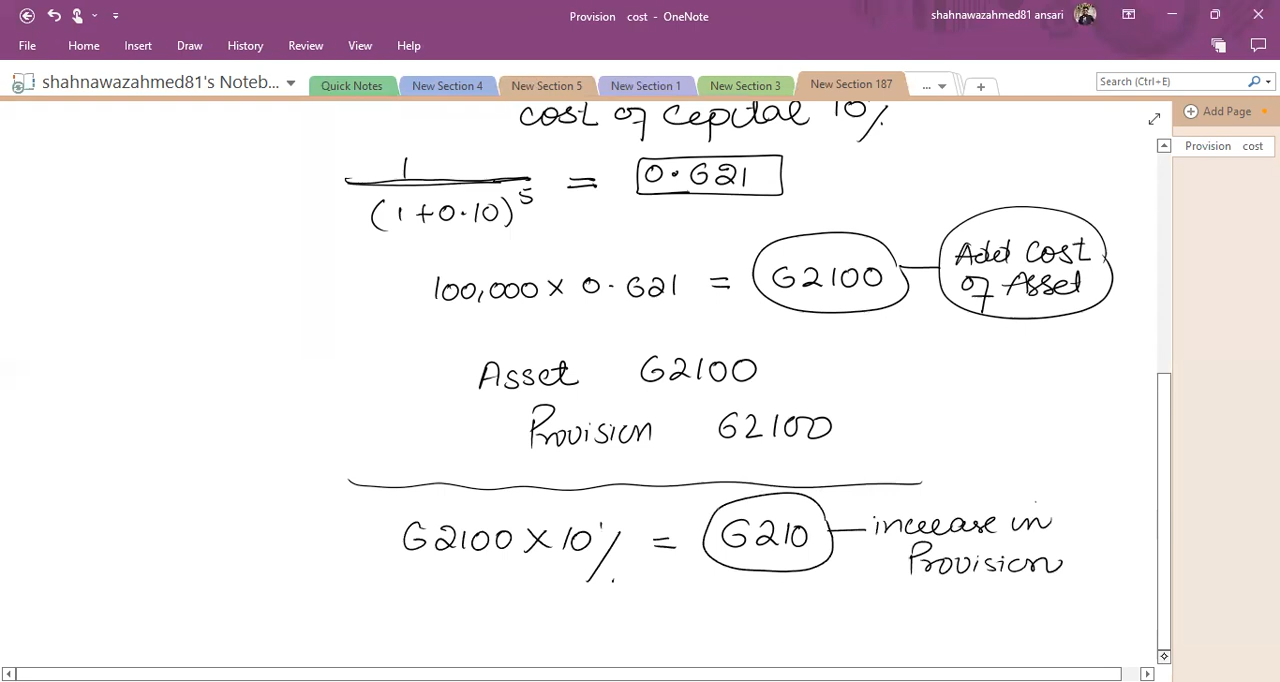 Provision cost - OneNote
shahnawazahmed81 ansari
File Home Insert Draw History Review View Help
shahnawazahmed81's Noteb...
Quick Notes New Section 4 New Section 5 New Section 1 New Section 3 New Section 187 ...
Search (Ctrl+E)
Add Page
Provision cost
cost of capital 10%
1
(1+0.10)5 = 0.621
100,000 x 0.621 = 62100
Add cost
of Asset
Asset 62100
Provision 62100
62100 x 10% = 6210
increase in
Provision